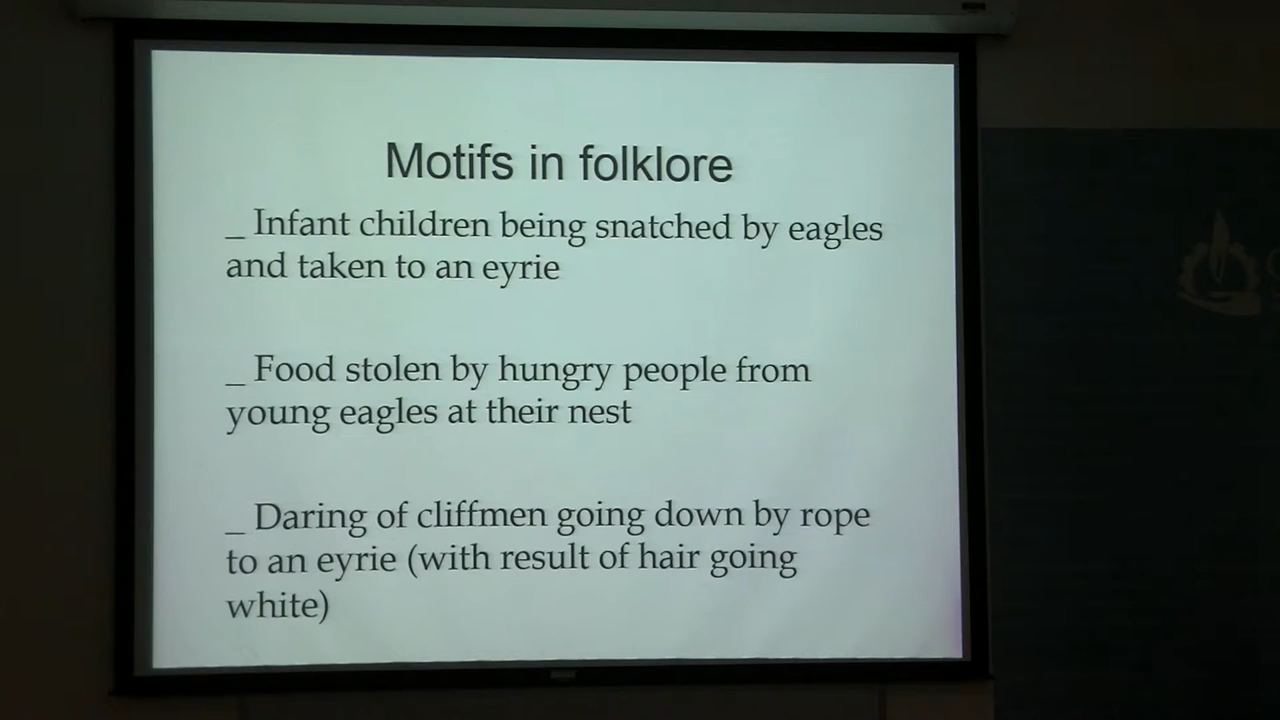 Motifs in folklore
_ Infant children being snatched by eagles
and taken to an eyrie
_ Food stolen by hungry people from
young eagles at their nest
_ Daring of cliffmen going down by rope
to an eyrie (with result of hair going
white)